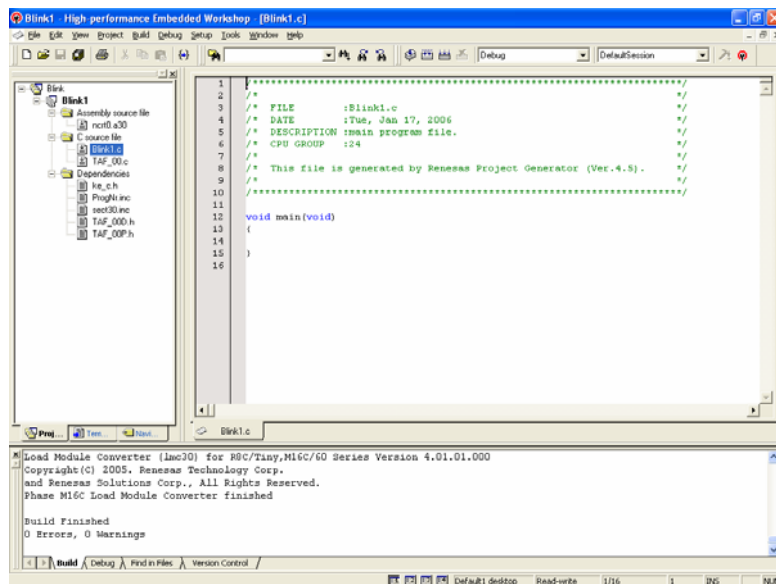 Blink1 - High-performance Embedded Workshop - [Blink1.c]
File Edit View Project Build Debug Setup Tools Window Help
Debug DefaultSession
Blink
Blink1
Assembly source file
ncrt0.a30
C source file
Blink1.c
TAF_00.c
Dependencies
ke_c.h
ProgNr.inc
sect30.inc
TAF_00D.h
TAF_00P.h
Proj... Tem... Navi...
1 /***********************************************************************/
2 /* */
3 /* FILE :Blink1.c */
4 /* DATE :Tue, Jan 17, 2006 */
5 /* DESCRIPTION :main program file. */
6 /* CPU GROUP :24 */
7 /* */
8 /* This file is generated by Renesas Project Generator (Ver.4.5). */
9 /* */
10 /***********************************************************************/
11
12 void main(void)
13 {
14
15 }
16
Blink1.c
Load Module Converter (lmc30) for R8C/Tiny,M16C/60 Series Version 4.01.01.000
Copyright(C) 2005. Renesas Technology Corp.
and Renesas Solutions Corp., All Rights Reserved.
Phase M16C Load Module Converter finished
Build Finished
0 Errors, 0 Warnings
Build Debug Find in Files Version Control
Default1 desktop Read-write 1/16 1 INS NUM